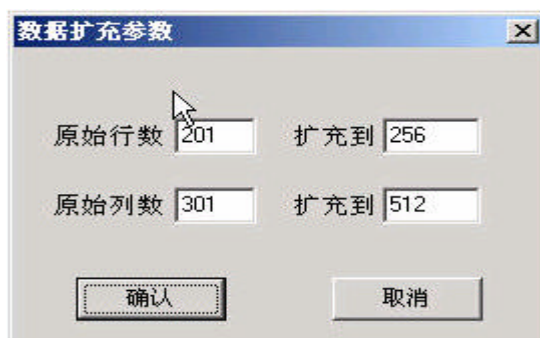 数据扩充参数
原始行数 201 扩充到 256
原始列数 301 扩充到 512
确认 取消